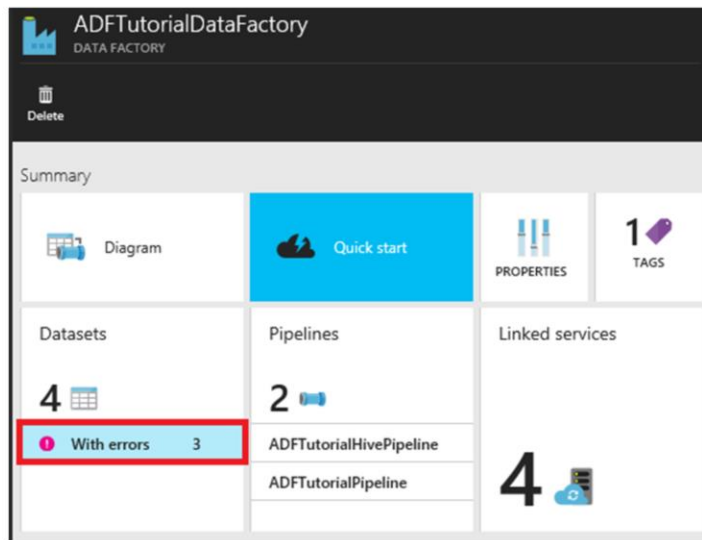 ADFTutorialDataFactory
DATA FACTORY
Delete
Summary
Diagram
Quick start
PROPERTIES
1
TAGS
Datasets
4
With errors 3
Pipelines
2
ADFTutorialHivePipeline
ADFTutorialPipeline
Linked services
4